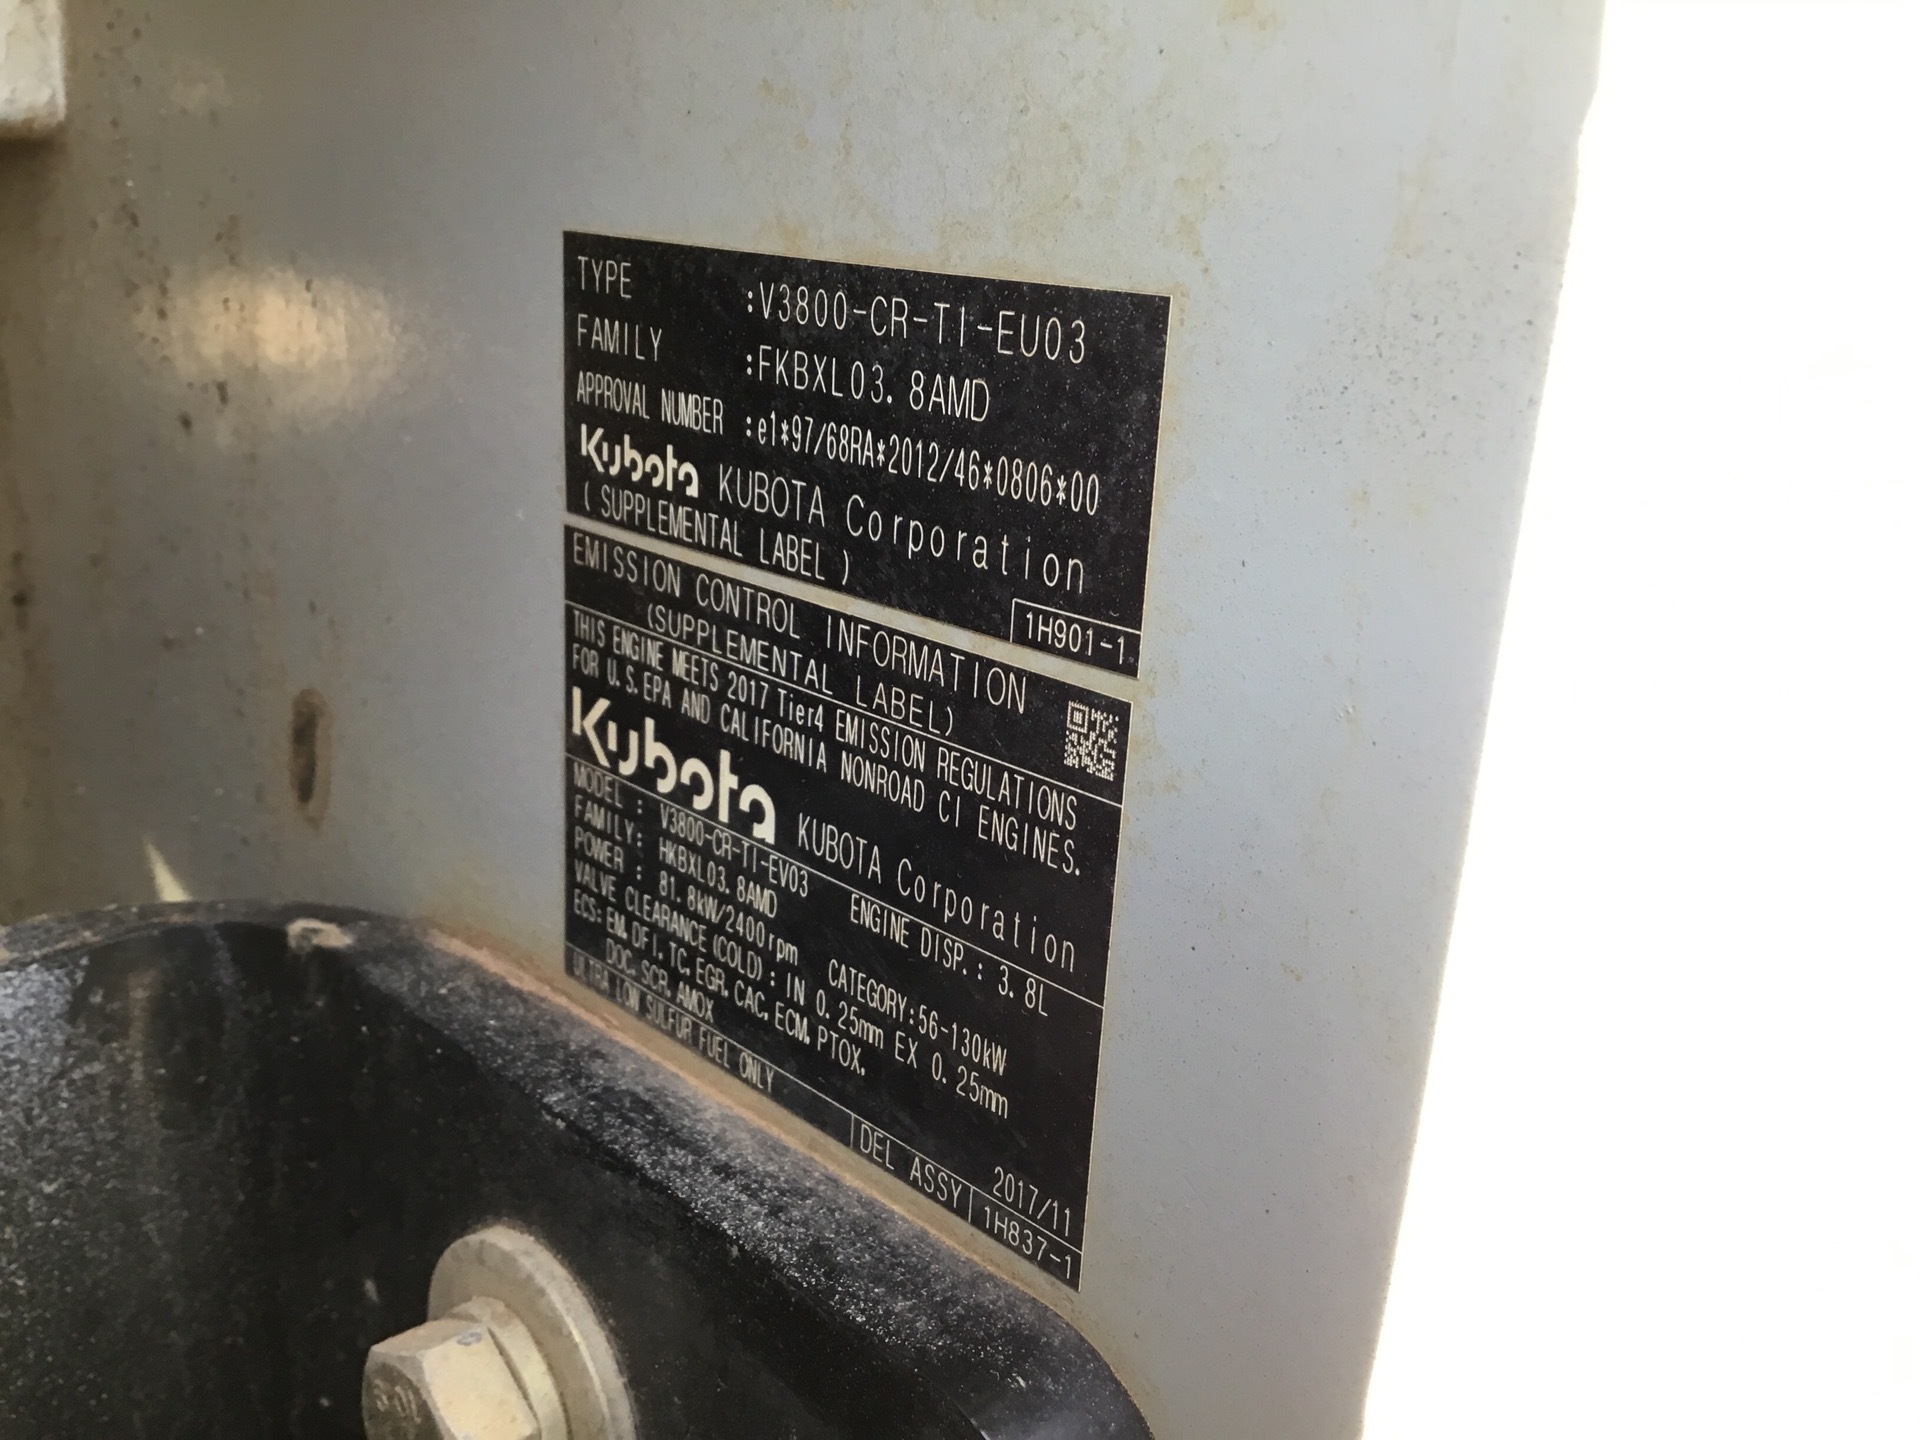 TYPE :V3800-CR-TI-EU03
FAMILY :FKBXL03.8AMD
APPROVAL NUMBER :e1*97/68RA*2012/46*0806*00
Kubota KUBOTA Corporation
(SUPPLEMENTAL LABEL)
1H901-1
EMISSION CONTROL INFORMATION
(SUPPLEMENTAL LABEL)
THIS ENGINE MEETS 2017 Tier4 EMISSION REGULATIONS
FOR U.S.EPA AND CALIFORNIA NONROAD CI ENGINES.
Kubota KUBOTA Corporation
MODEL : V3800-CR-TI-EV03 ENGINE DISP.: 3.8L
FAMILY: HKBXL03.8AMD
POWER : 81.8kW/2400rpm CATEGORY:56-130kW
VALVE CLEARANCE (COLD): IN 0.25mm EX 0.25mm
ECS: EM, DFI, TC, EGR, CAC, ECM, PTOX,
DOC, SCR, AMOX
2017/11
ULTRA LOW SULFUR FUEL ONLY DEL ASSY 1H837-1